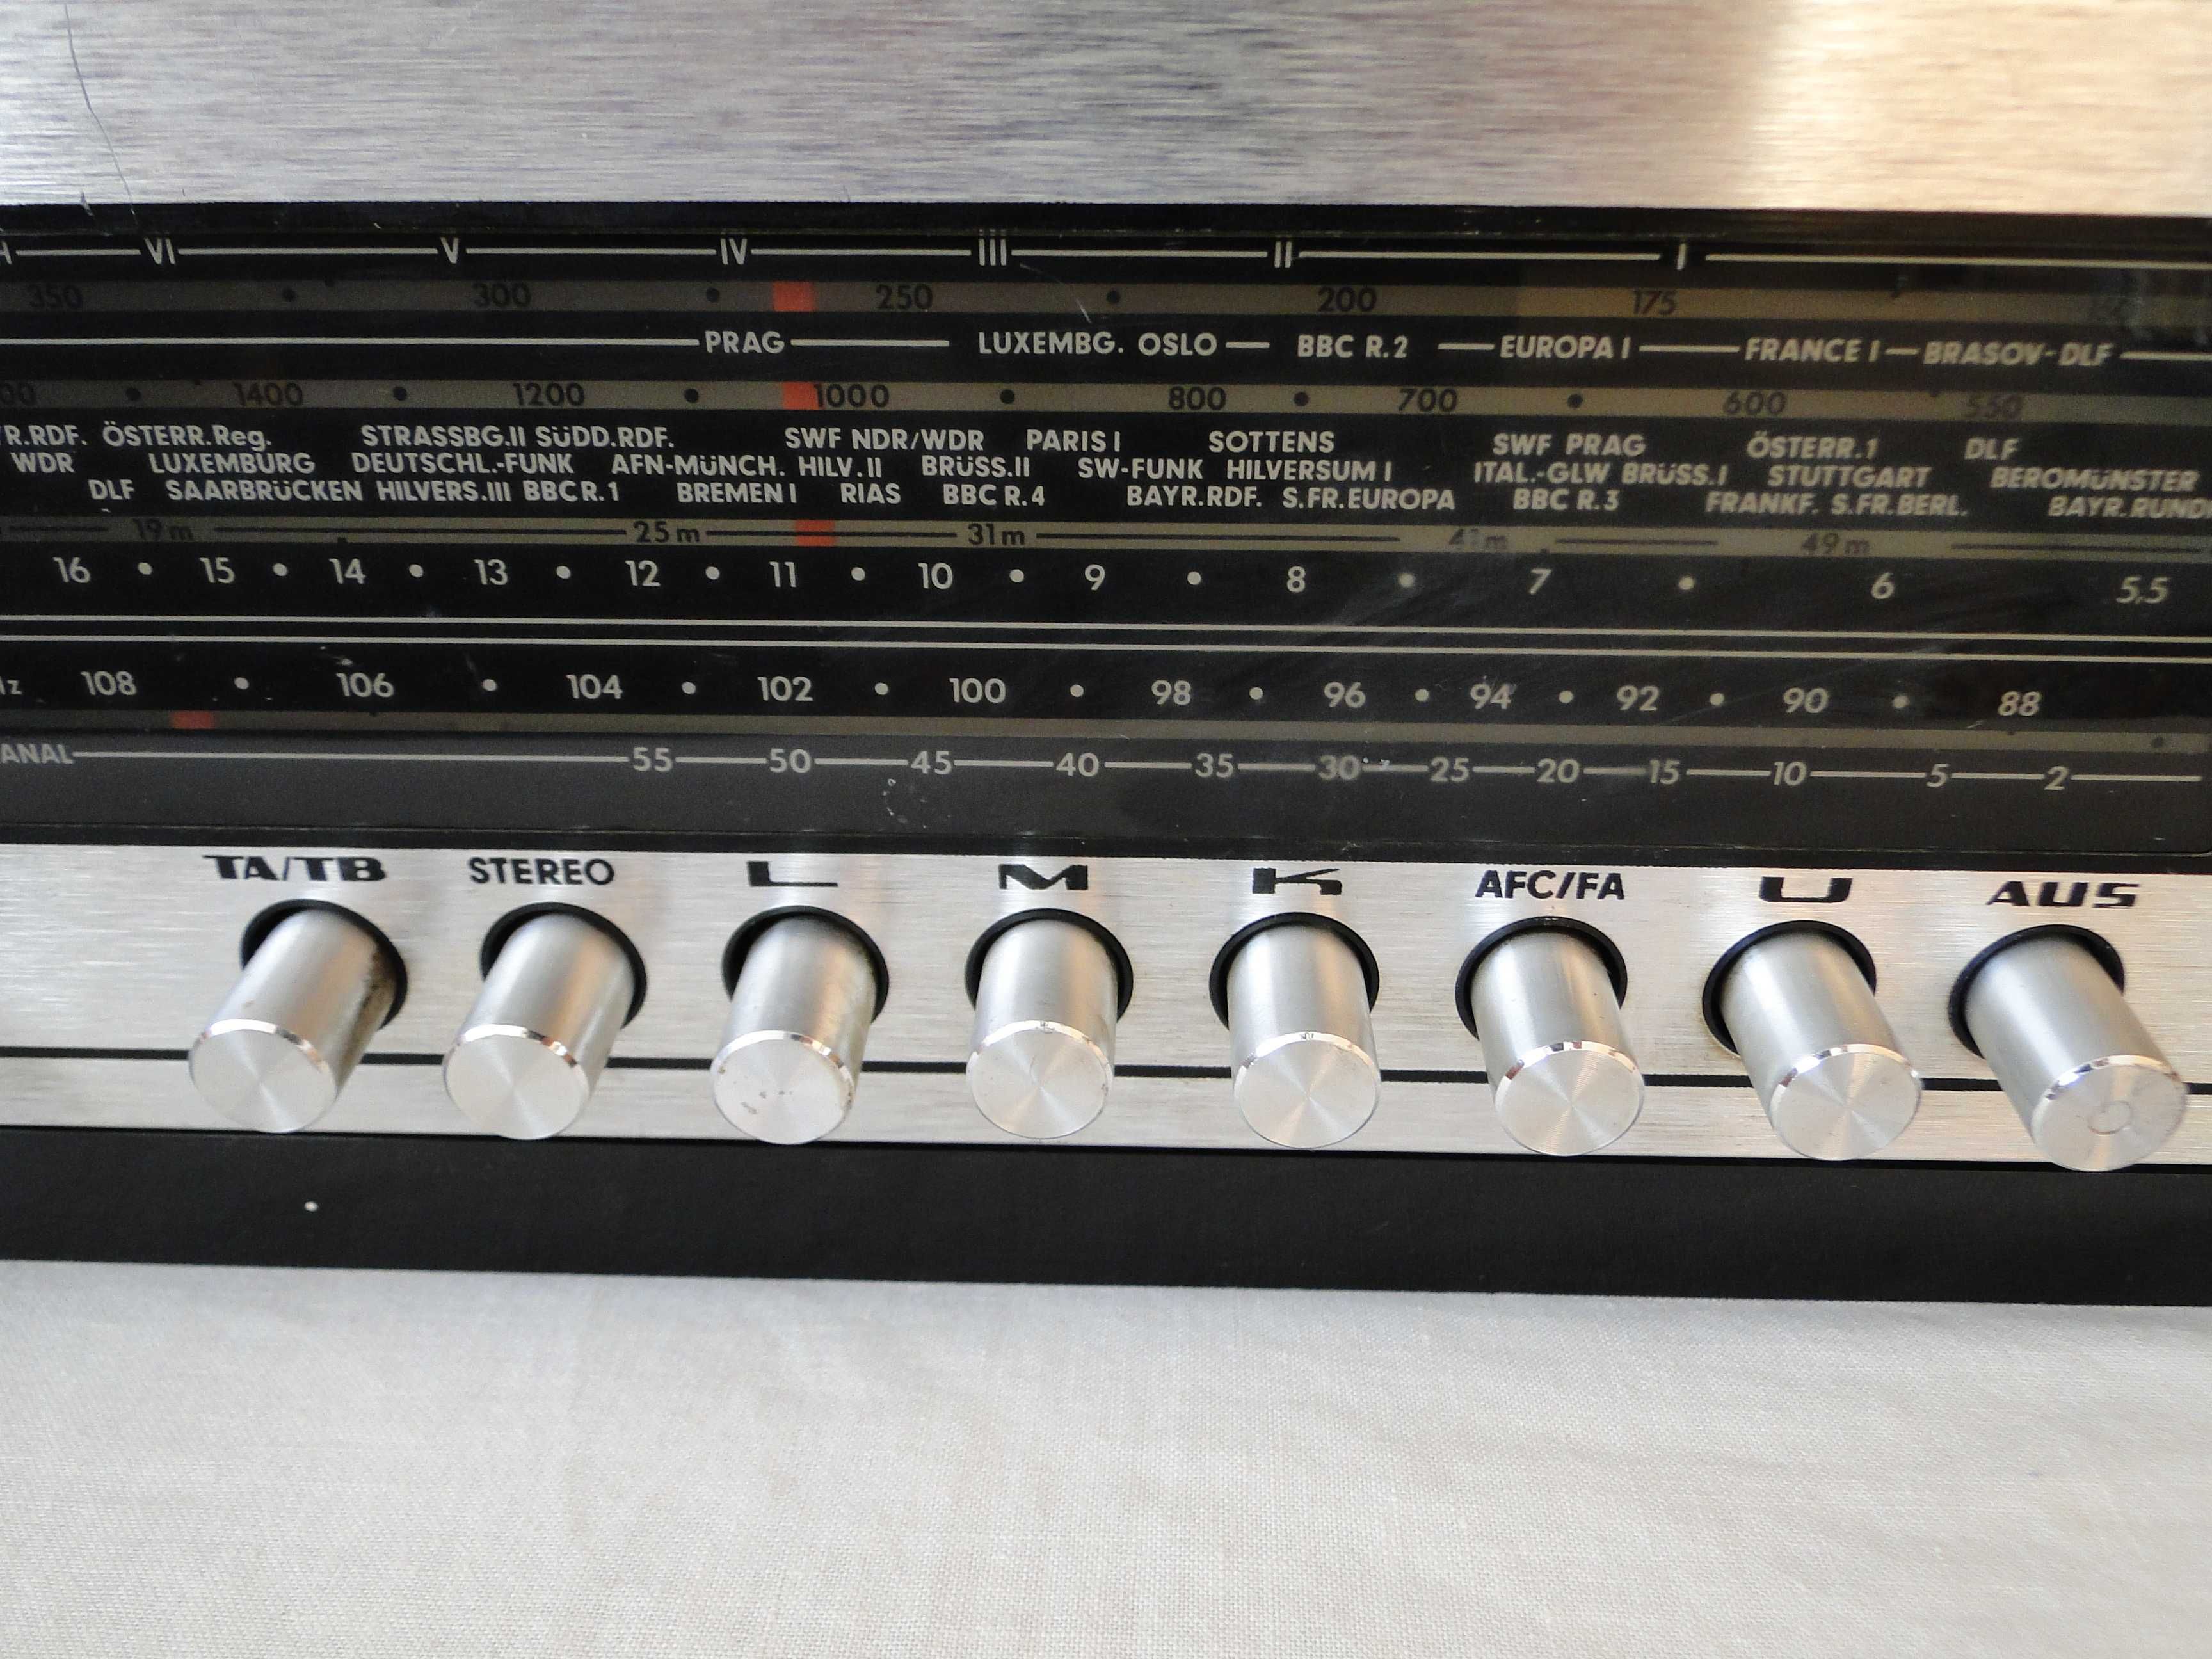 VI V IV III II I
350 300 250 200 175
PRAG LUXEMBG. OSLO BBC R.2 EUROPA I FRANCE I BRASOV-DLF
1400 1200 1000 800 700 600 550
R.RDF. ÖSTERR.Reg. STRASSBG.II SÜDD.RDF. SWF NDR/WDR PARIS I SOTTENS SWF PRAG ÖSTERR.1 DLF
WDR LUXEMBURG DEUTSCHL.-FUNK AFN-MÜNCH. HILV.II BRÜSS.II SW-FUNK HILVERSUM I ITAL.-GLW BRÜSS.I STUTTGART BEROMÜNSTER
DLF SAARBRÜCKEN HILVERS.III BBC R.1 BREMEN I RIAS BBC R.4 BAYR.RDF. S.FR.EUROPA BBC R.3 FRANKF. S.FR.BERL. BAYR.RUND
19m 25m 31m 41m 49m
16 15 14 13 12 11 10 9 8 7 6 5,5
Hz 108 106 104 102 100 98 96 94 92 90 88
ANAL 55 50 45 40 35 30 25 20 15 10 5 2
TA/TB STEREO L M K AFC/FA U AUS